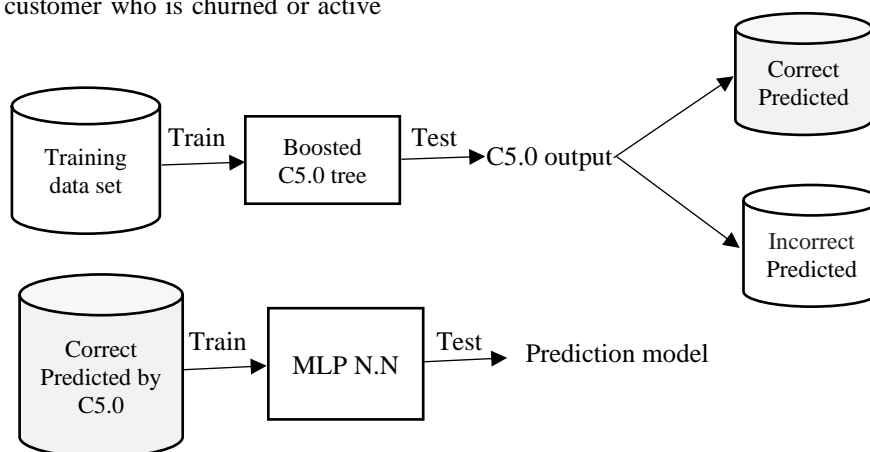 customer who is churned or active
Correct
Predicted
Train
Test
Training
data set
Boosted
C5.0 tree
C5.0 output
Incorrect
Predicted
Correct
Predicted by
C5.0
Train
MLP N.N
Test
Prediction model